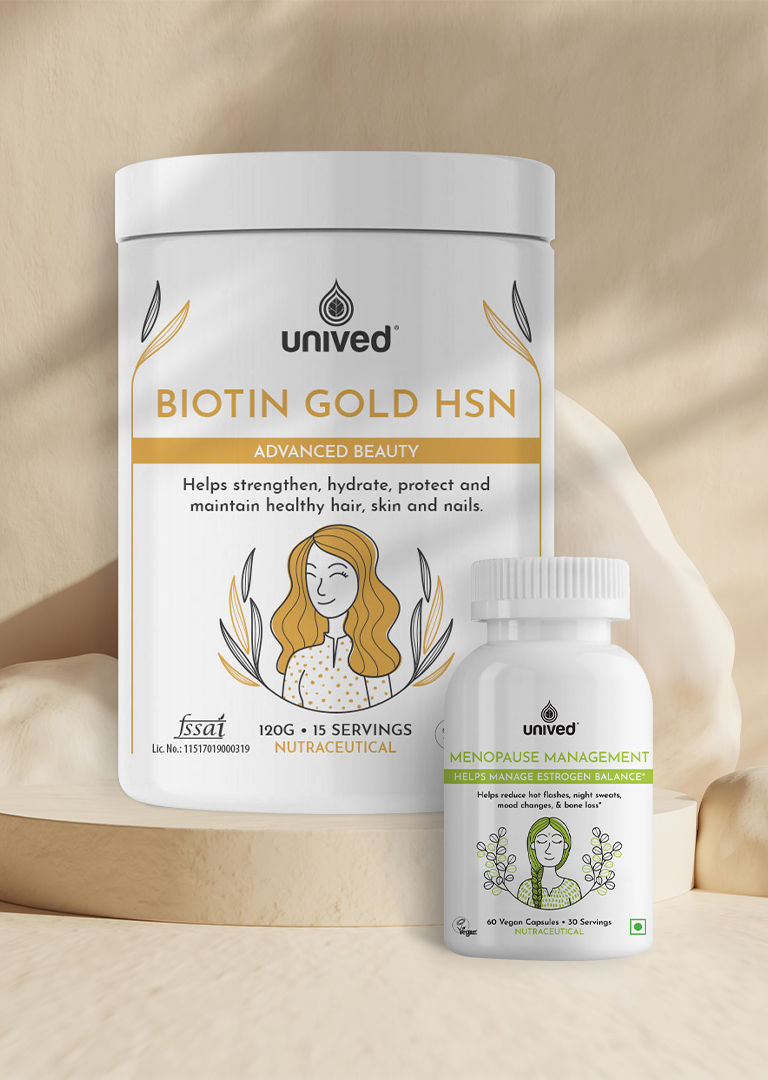 unived®
BIOTIN GOLD HSN
ADVANCED BEAUTY
Helps strengthen, hydrate, protect and
maintain healthy hair, skin and nails.
fssai
Lic. No.: 11517019000319
120G • 15 SERVINGS
NUTRACEUTICAL
unived®
MENOPAUSE MANAGEMENT
HELPS MANAGE ESTROGEN BALANCE*
Helps reduce hot flashes, night sweats,
mood changes, & bone loss*
Vegan
60 Vegan Capsules • 30 Servings
NUTRACEUTICAL